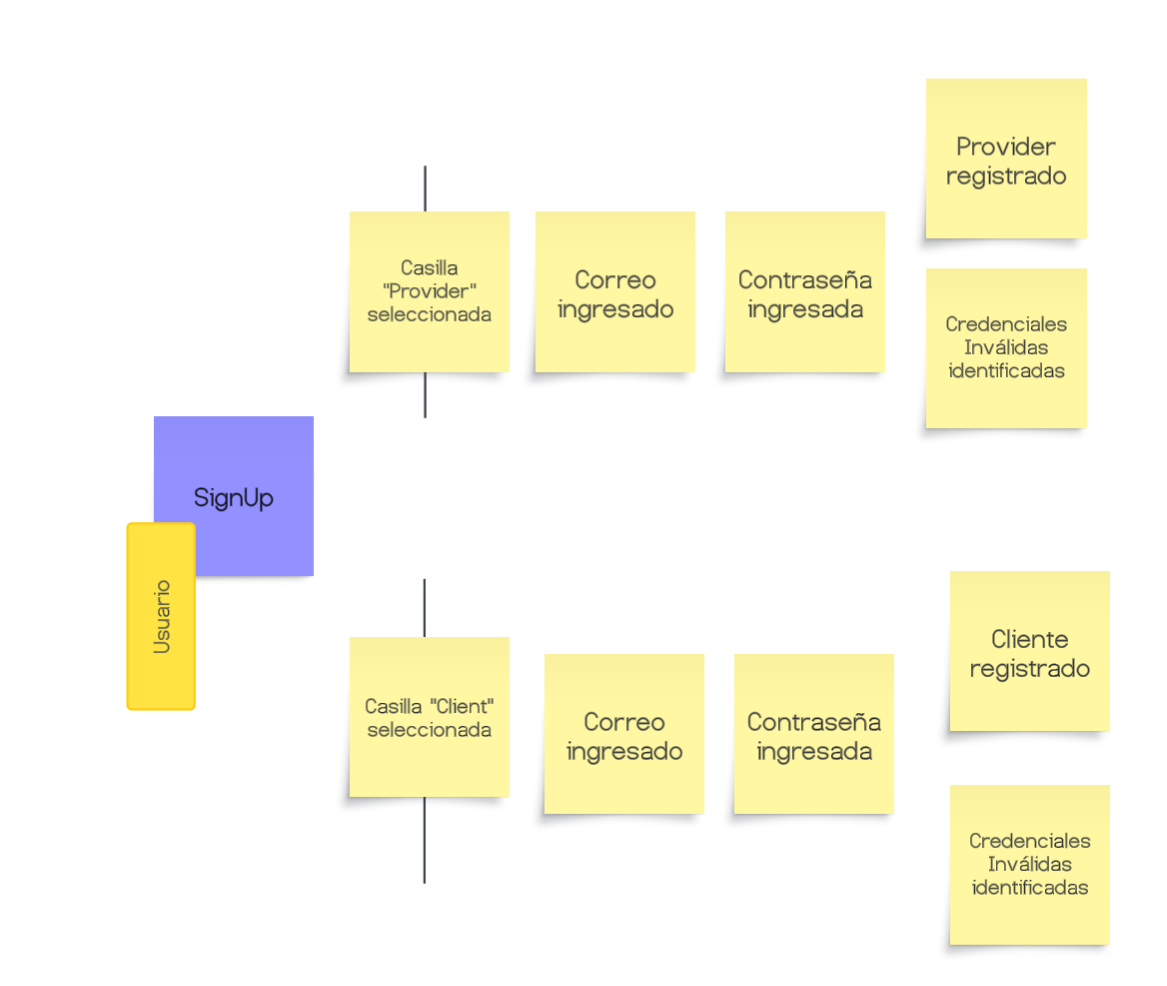 Provider
registrado
Casilla
"Provider"
seleccionada
Correo
ingresado
Contraseña
ingresada
Credenciales
Inválidas
identificadas
SignUp
Usuario
Casilla "Client"
seleccionada
Correo
ingresado
Contraseña
ingresada
Cliente
registrado
Credenciales
Inválidas
identificadas